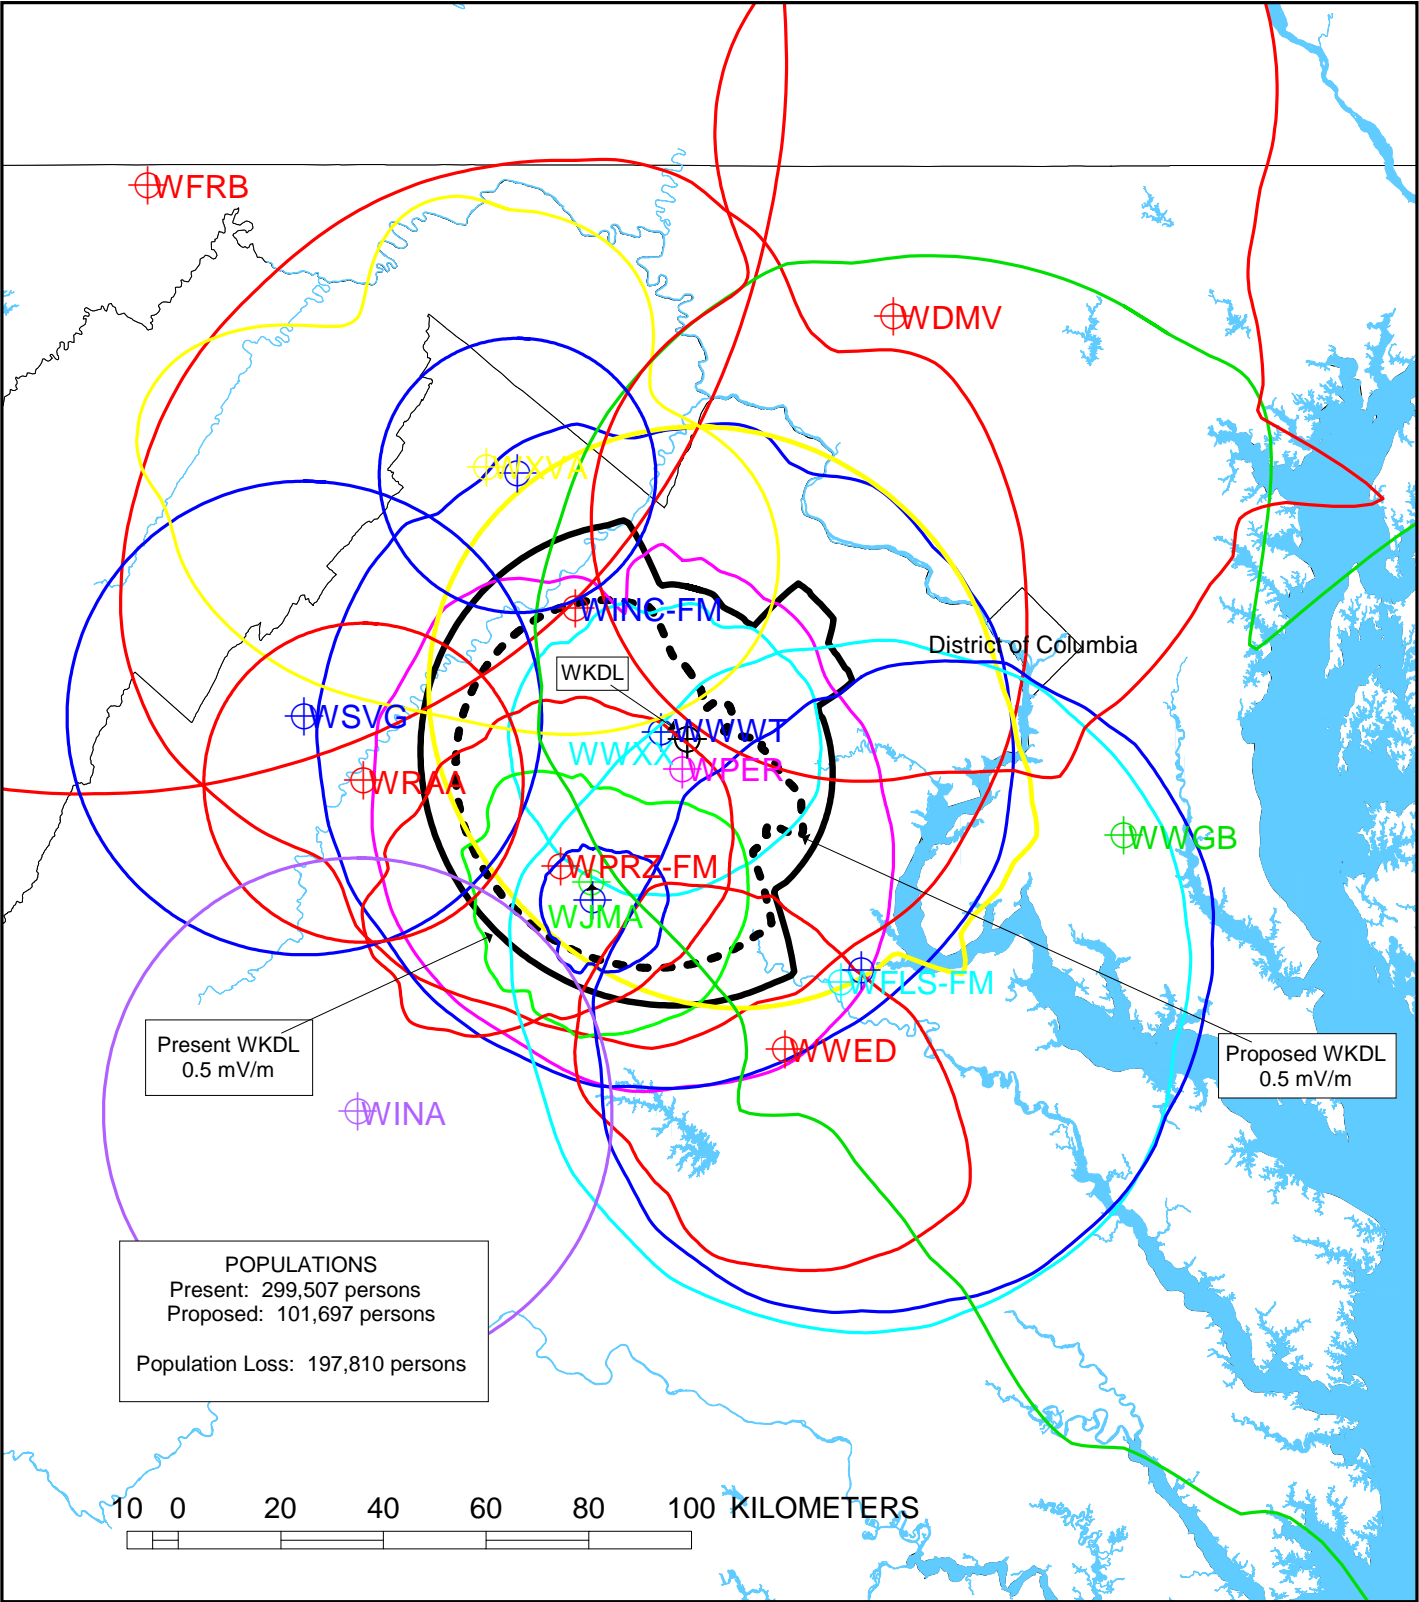 WFRB
WDMV
WXVA
WINC-FM
District of Columbia
WKDL
WSVG
WWWT
WWXX
WPER
WRAA
WWGB
WPRZ-FM
WJMA
WFLS-FM
Present WKDL
0.5 mV/m
WWED
Proposed WKDL
0.5 mV/m
WINA
POPULATIONS
Present: 299,507 persons
Proposed: 101,697 persons
Population Loss: 197,810 persons
10 0 20 40 60 80 100 KILOMETERS